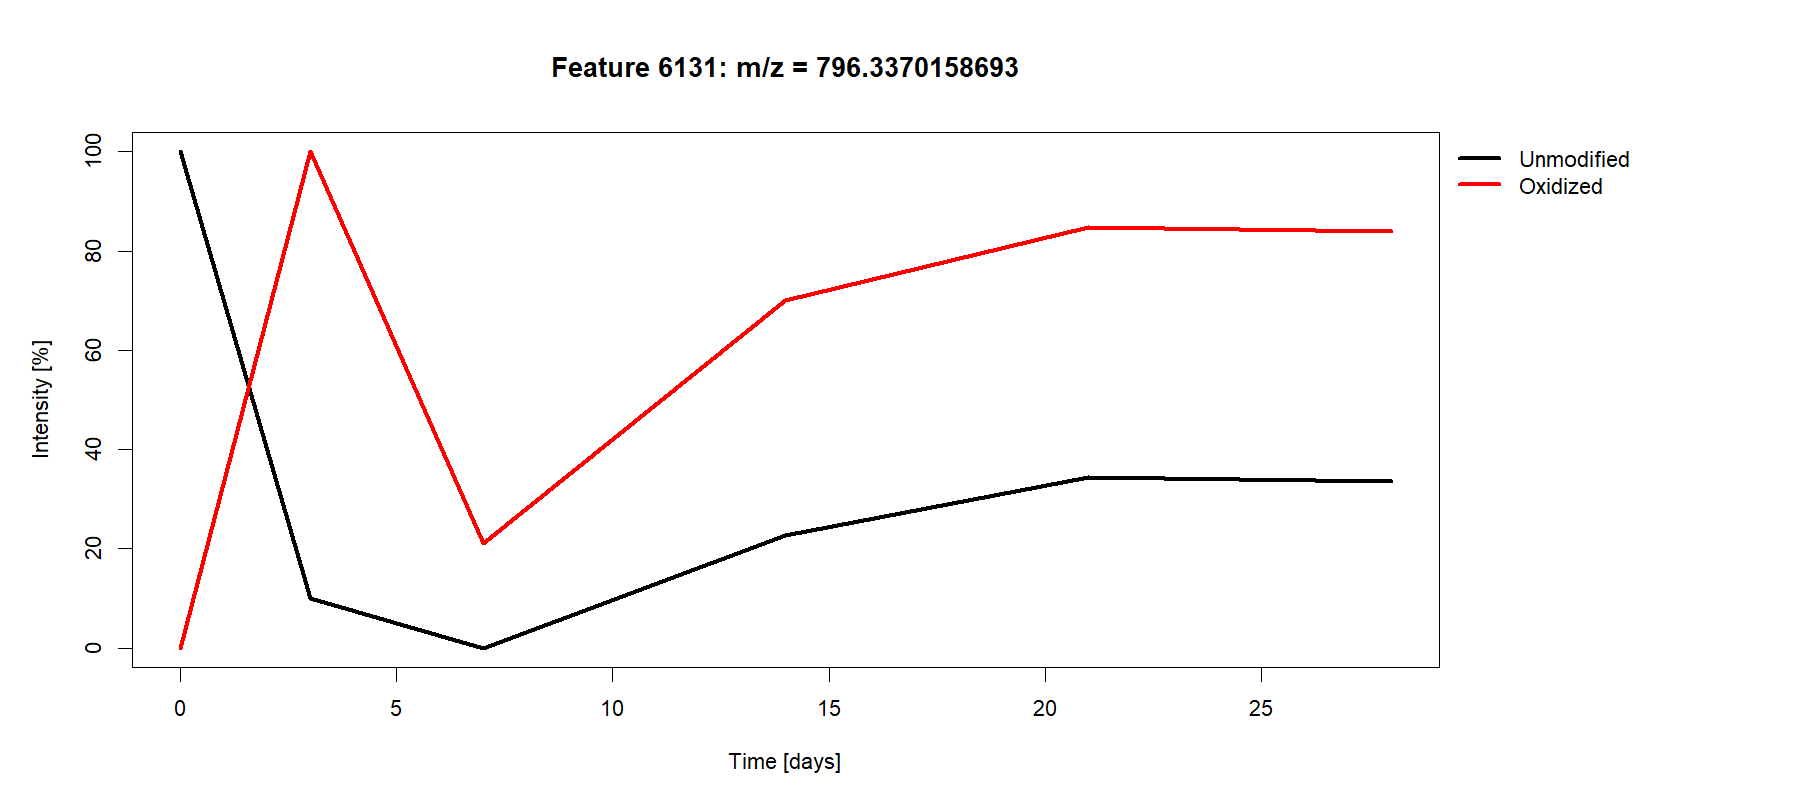 Feature 6131: m/z = 796.3370158693
Unmodified
Oxidized
Intensity [%]
100
80
60
40
20
0
0 5 10 15 20 25
Time [days]